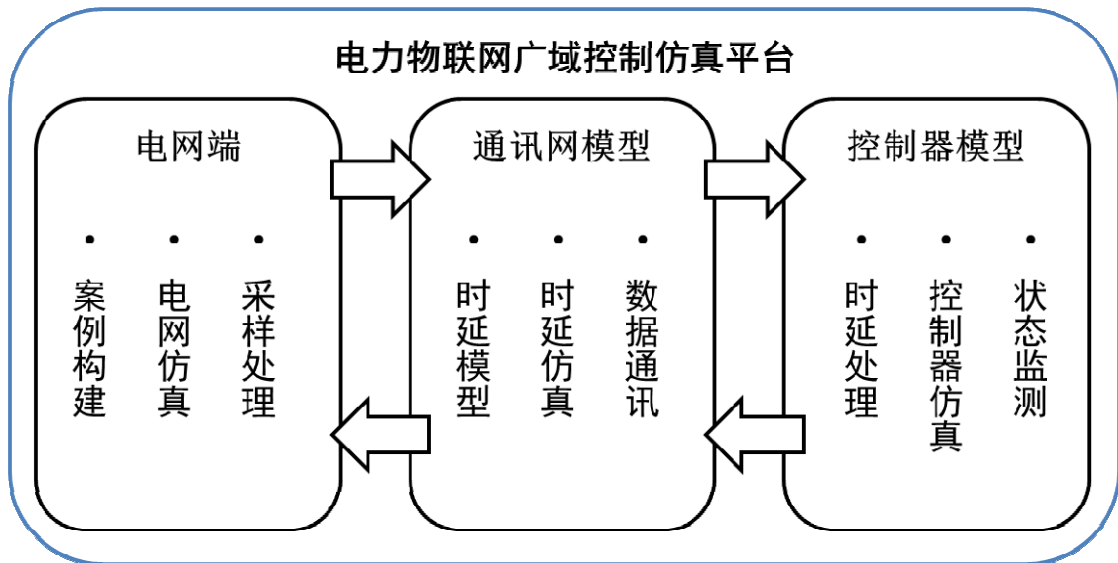 电力物联网广域控制仿真平台
电网端
·案例构建
·电网仿真
·采样处理
通讯网模型
·时延模型
·时延仿真
·数据通讯
控制器模型
·时延处理
·控制器仿真
·状态监测